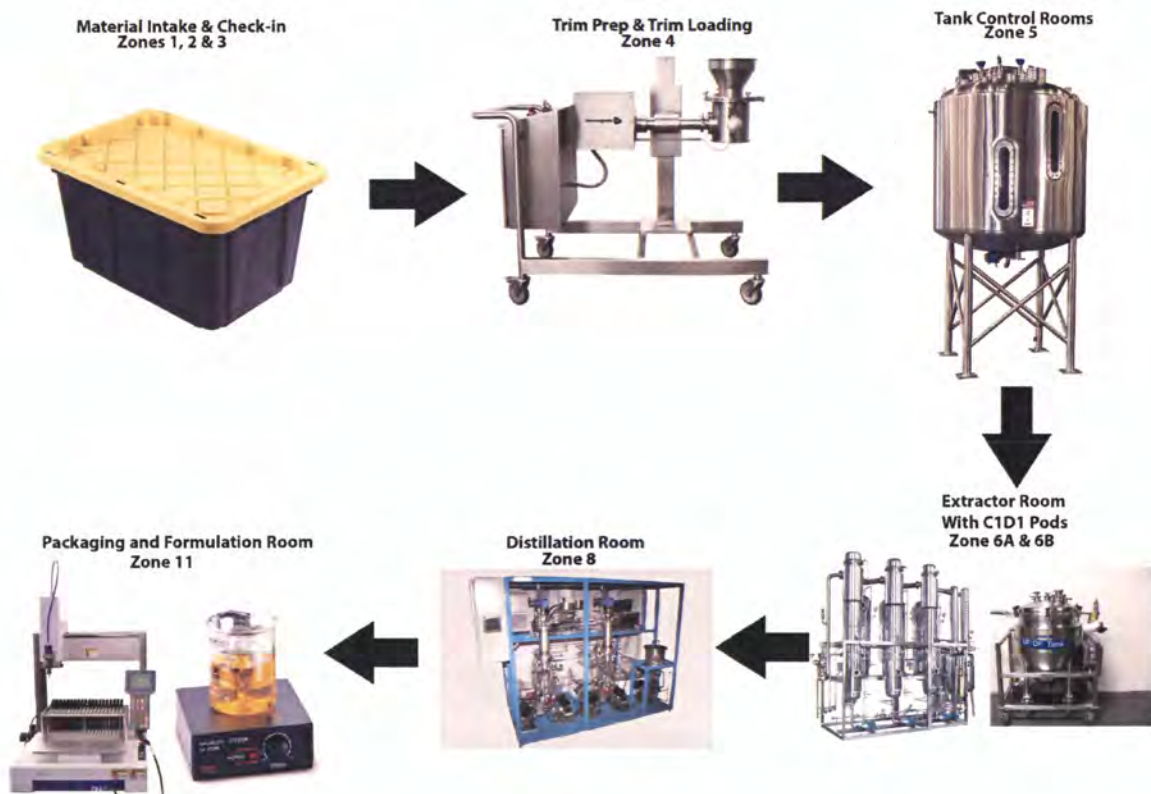 Material Intake & Check-in
Zones 1, 2 & 3
Trim Prep & Trim Loading
Zone 4
Tank Control Rooms
Zone 5
Extractor Room
With C1D1 Pods
Zone 6A & 6B
Distillation Room
Zone 8
Packaging and Formulation Room
Zone 11